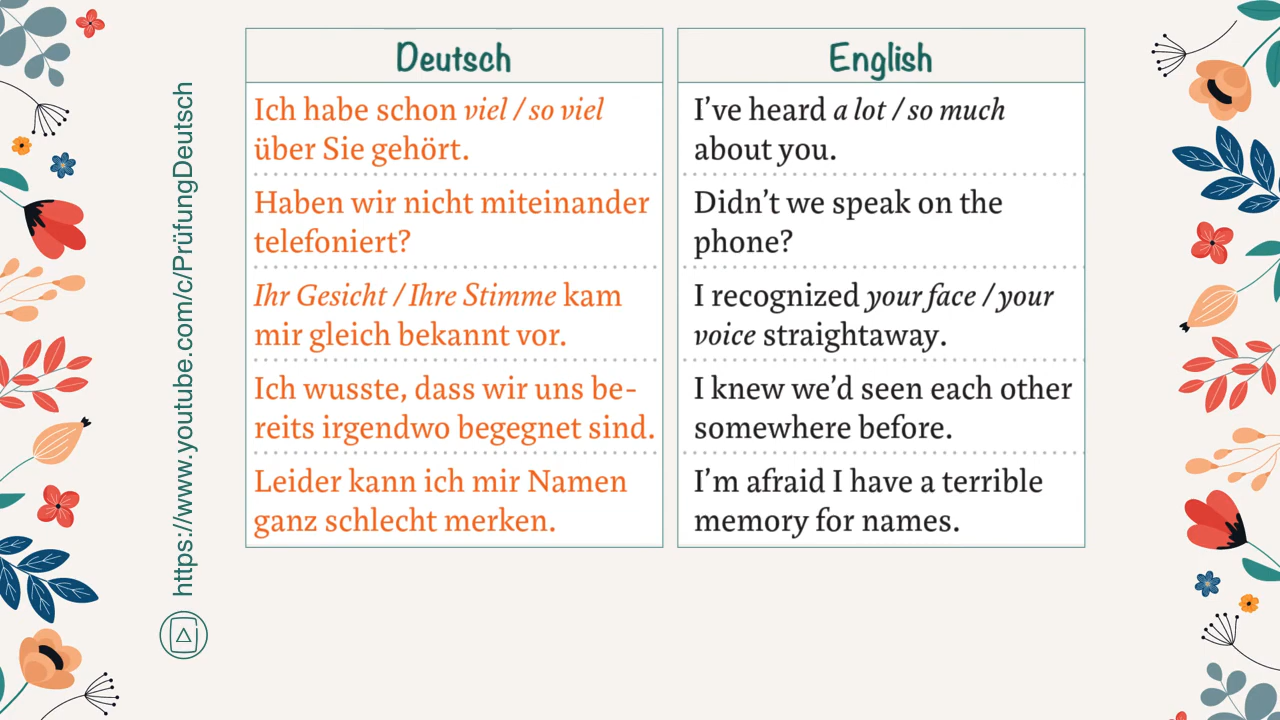 https://www.youtube.com/c/PrüfungDeutsch
Deutsch
Ich habe schon viel / so viel
über Sie gehört.
Haben wir nicht miteinander
telefoniert?
Ihr Gesicht / Ihre Stimme kam
mir gleich bekannt vor.
Ich wusste, dass wir uns be-
reits irgendwo begegnet sind.
Leider kann ich mir Namen
ganz schlecht merken.
English
I've heard a lot / so much
about you.
Didn't we speak on the
phone?
I recognized your face / your
voice straightaway.
I knew we'd seen each other
somewhere before.
I'm afraid I have a terrible
memory for names.